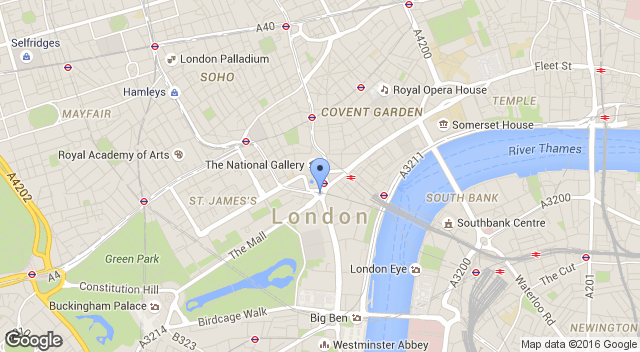 A40
A4200
Selfridges
London Palladium
SOHO
Fleet St
Hamleys
Royal Opera House
MAYFAIR
COVENT GARDEN
TEMPLE
Somerset House
River Thames
Royal Academy of Arts
The National Gallery
A3211
A4202
ST. JAMES'S
SOUTH BANK
A3200
London
Southbank Centre
The Mall
Green Park
A4
London Eye
A3200
The Cut
A201
Constitution Hill
Buckingham Palace
Waterloo Rd
Birdcage Walk
Big Ben
NEWINGTON
A3214
B323
Westminster Abbey
Google
Google
Map data ©2016 Google